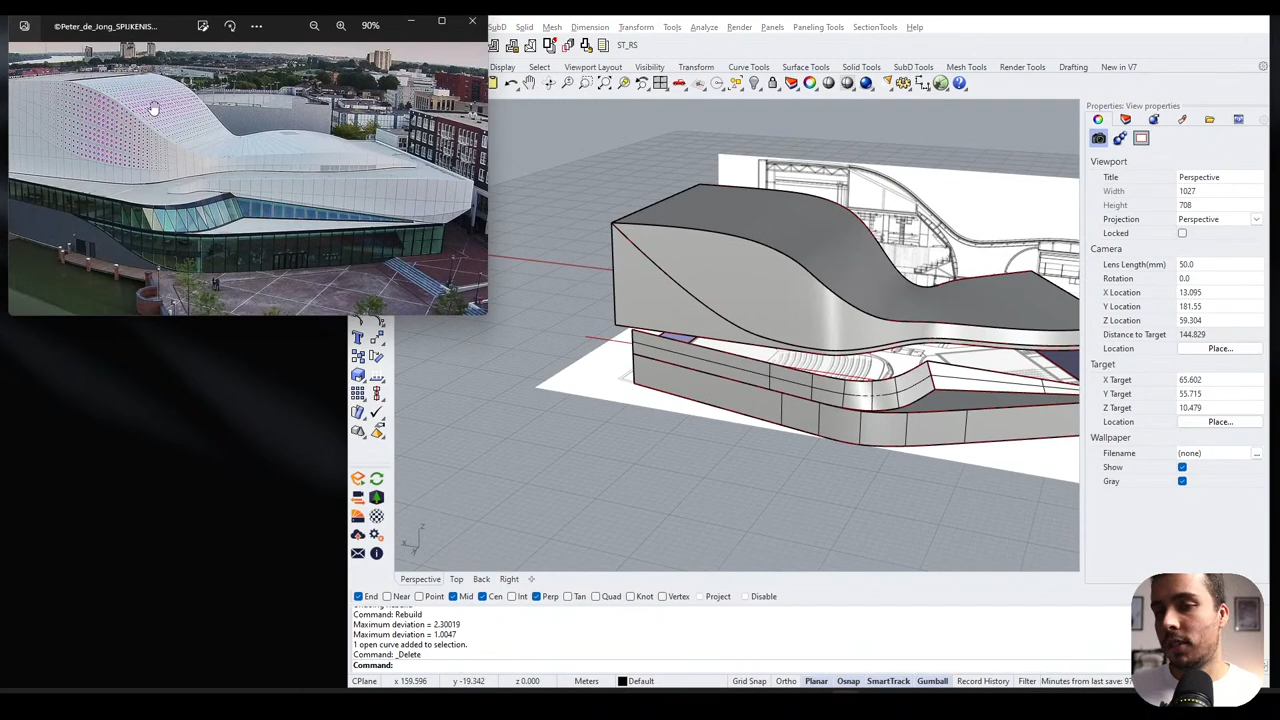 ©Peter_de_Jong_SPIJKENIS...
90%
SubD Solid Mesh Dimension Transform Tools Analyze Render Panels Paneling Tools SectionTools Help
ST_RS
Display Select Viewport Layout Visibility Transform Curve Tools Surface Tools Solid Tools SubD Tools Mesh Tools Render Tools Drafting New in V7
Properties: View properties
Viewport
Title Perspective
Width 1027
Height 708
Projection Perspective
Locked
Camera
Lens Length(mm) 50.0
Rotation 0.0
X Location 13.095
Y Location 181.55
Z Location 59.304
Distance to Target 144.829
Location Place...
Target
X Target 65.602
Y Target 55.715
Z Target 10.479
Location Place...
Wallpaper
Filename (none) ...
Show
Gray
z
x
y
Perspective Top Back Right
End Near Point Mid Cen Int Perp Tan Quad Knot Vertex Project Disable
Command: Rebuild
Maximum deviation = 2.30019
Maximum deviation = 1.0047
1 open curve added to selection.
Command: _Delete
Command:
CPlane x 159.596 y -19.342 z 0.000 Meters Default Grid Snap Ortho Planar Osnap SmartTrack Gumball Record History Filter Minutes from last save: 97